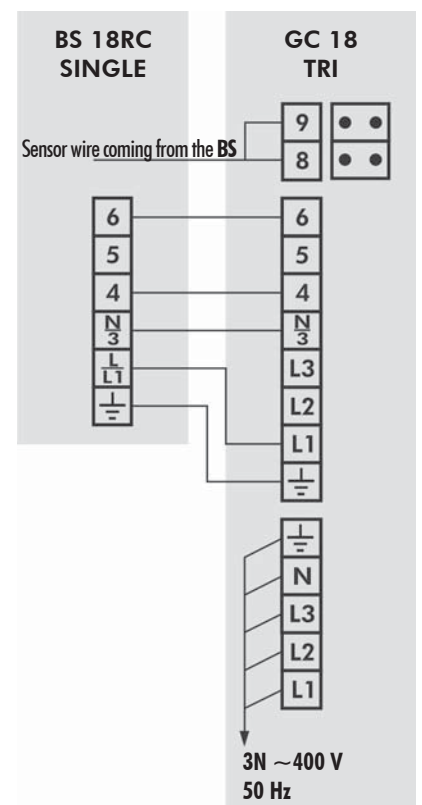 BS 18RC
SINGLE
GC 18
TRI
Sensor wire coming from the BS
9
8
6
5
4
N
3
L
L1
6
5
4
N
3
L3
L2
L1
N
L3
L2
L1
3N ~400 V
50 Hz